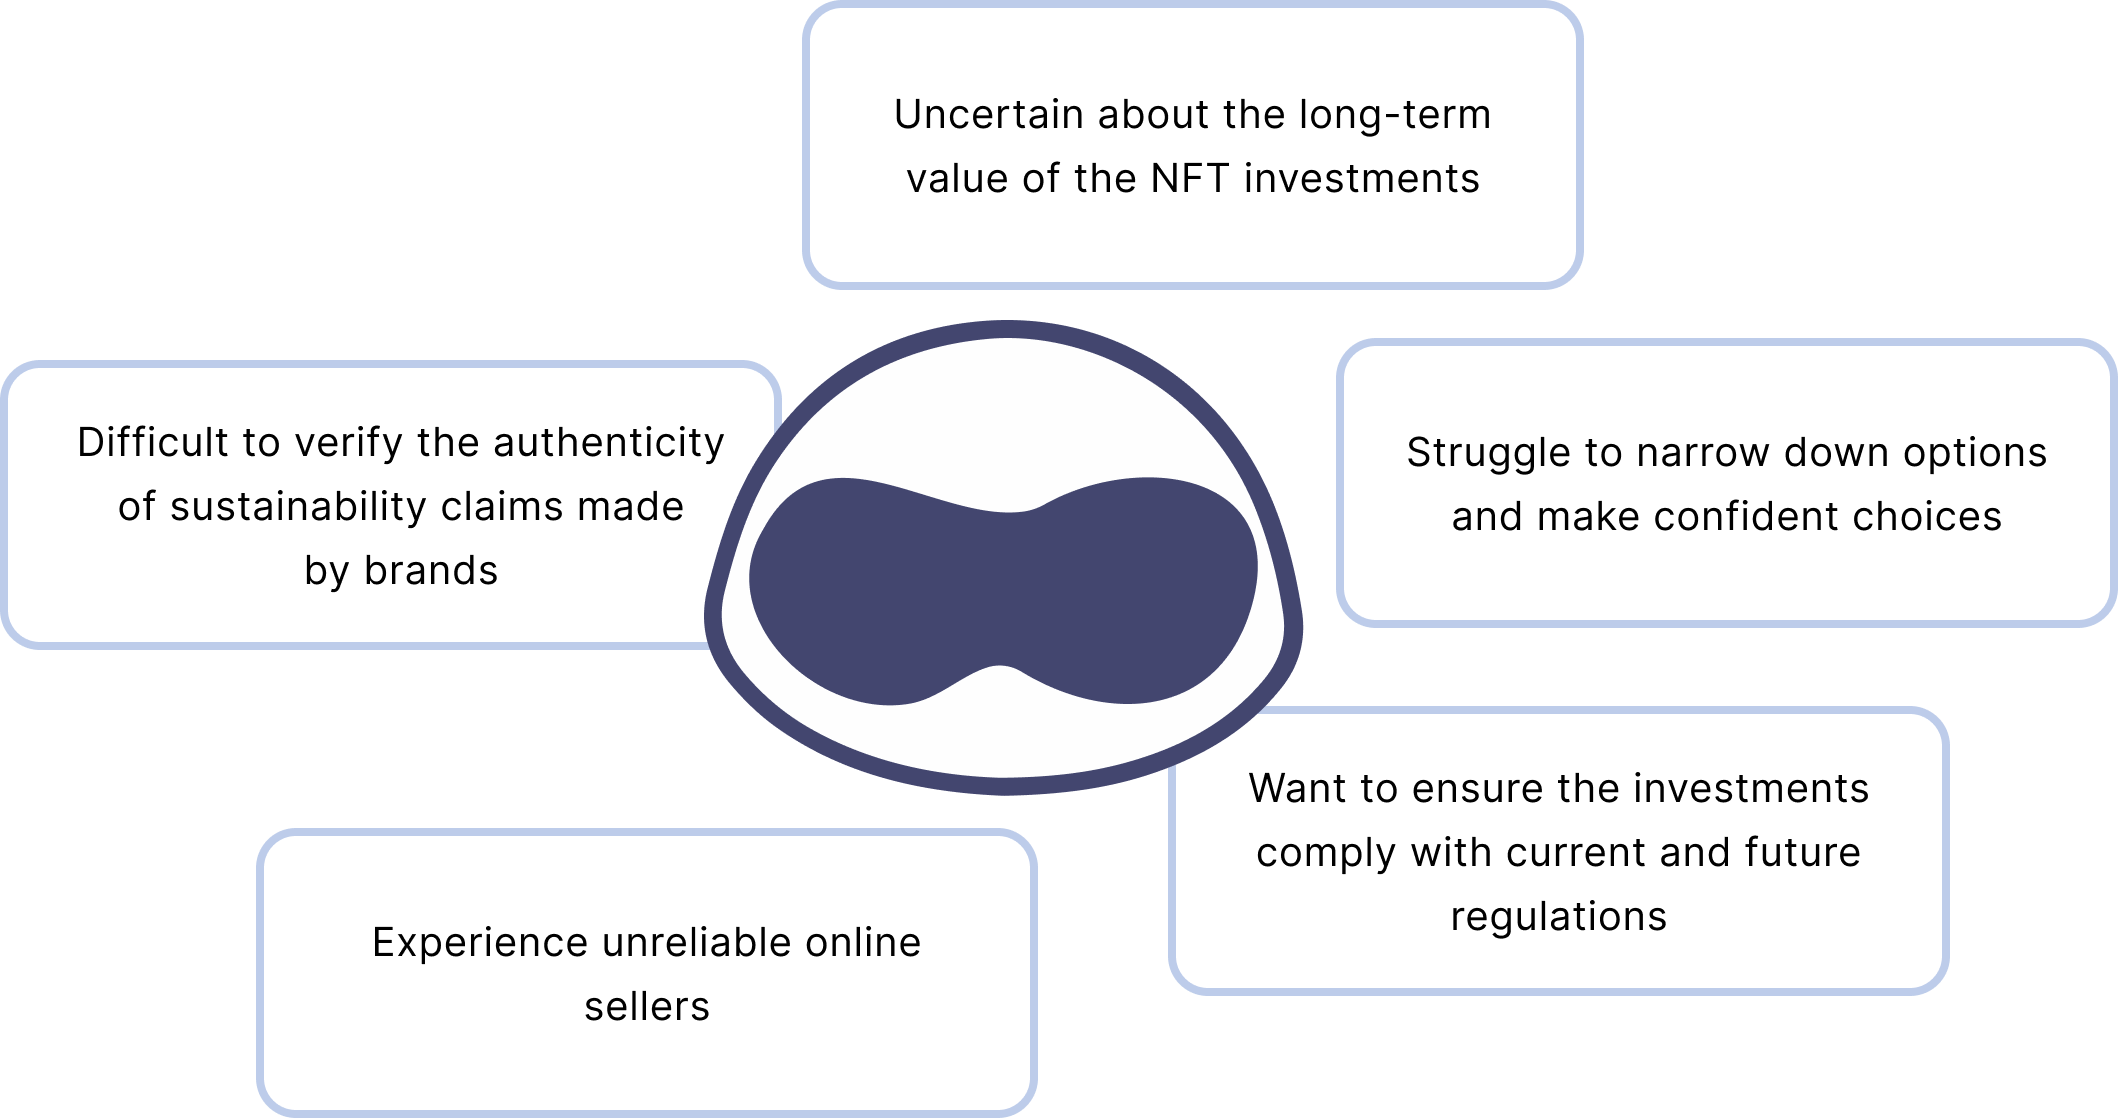 Uncertain about the long-term
value of the NFT investments
Difficult to verify the authenticity
of sustainability claims made
by brands
Struggle to narrow down options
and make confident choices
Want to ensure the investments
comply with current and future
regulations
Experience unreliable online
sellers